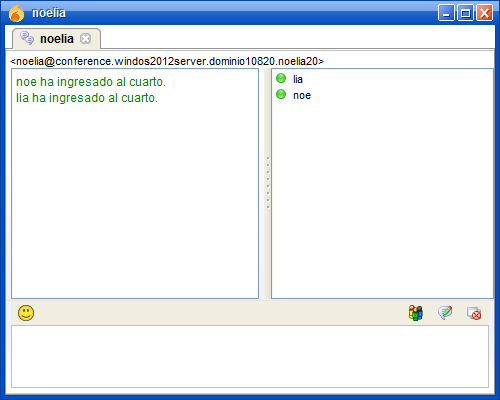 noelia
noelia
<noelia@conference.windos2012server.dominio10820.noelia20>
noe ha ingresado al cuarto.
lia ha ingresado al cuarto.
lia
noe